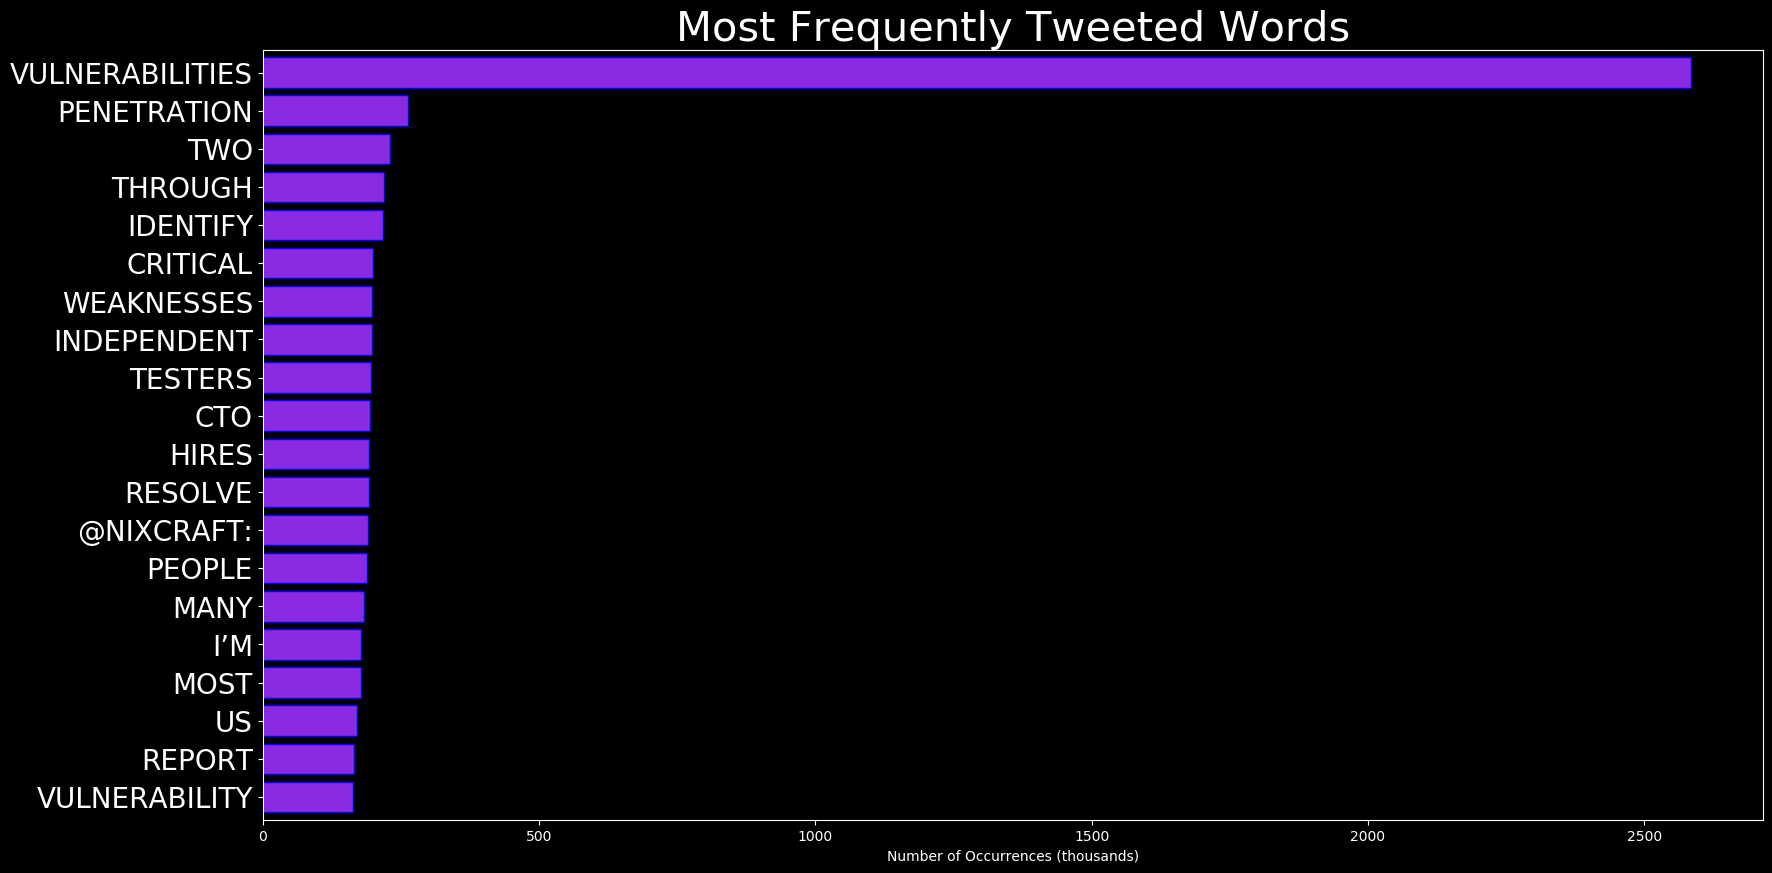 Most Frequently Tweeted Words
VULNERABILITIES
PENETRATION
TWO
THROUGH
IDENTIFY
CRITICAL
WEAKNESSES
INDEPENDENT
TESTERS
CTO
HIRES
RESOLVE
@NIXCRAFT:
PEOPLE
MANY
I’M
MOST
US
REPORT
VULNERABILITY
0 500 1000 1500 2000 2500
Number of Occurrences (thousands)